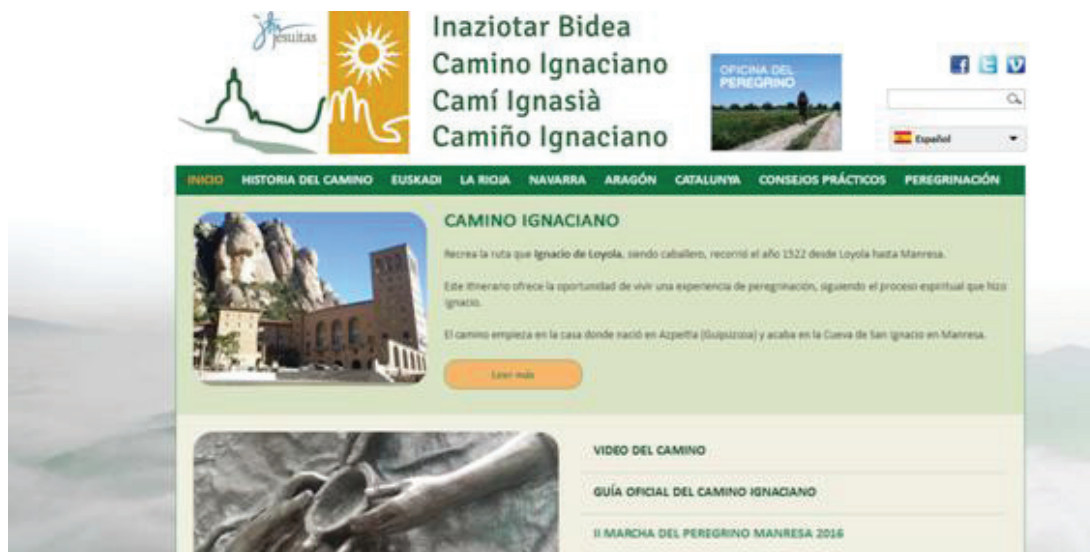 jesuitas
Inaziotar Bidea
Camino Ignaciano
Camí Ignasià
Camiño Ignaciano
OFICINA DEL
PEREGRINO
Español
INICIO HISTORIA DEL CAMINO EUSKADI LA RIOJA NAVARRA ARAGÓN CATALUNYA CONSEJOS PRÁCTICOS PEREGRINACIÓN
CAMINO IGNACIANO
Recrea la ruta que Ignacio de Loyola, siendo caballero, recorrió el año 1522 desde Loyola hasta Manresa.
Este itinerario ofrece la oportunidad de vivir una experiencia de peregrinación, siguiendo el proceso espiritual que hizo
Ignacio.
El camino empieza en la casa donde nació en Azpeitia (Guipúzcoa) y acaba en la Cueva de San Ignacio en Manresa.
Leer más
VIDEO DEL CAMINO
GUÍA OFICIAL DEL CAMINO IGNACIANO
II MARCHA DEL PEREGRINO MANRESA 2016